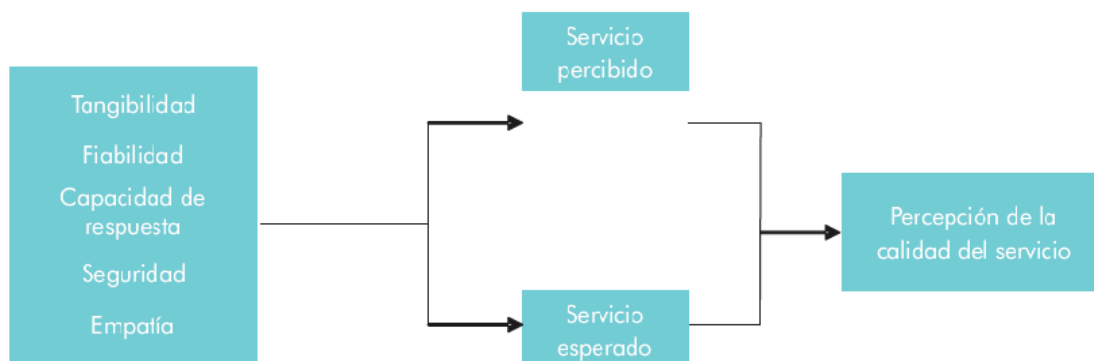 Tangibilidad
Fiabilidad
Capacidad de
respuesta
Seguridad
Empatía
Servicio
percibido
Servicio
esperado
Percepción de la
calidad del servicio